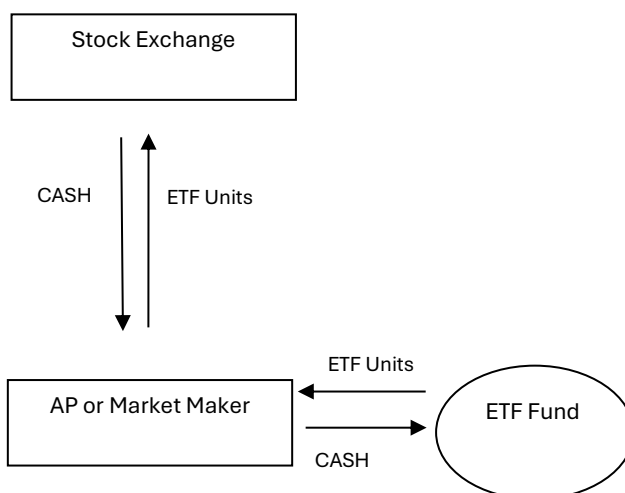 Stock Exchange
CASH
ETF Units
ETF Units
AP or Market Maker
ETF Fund
CASH